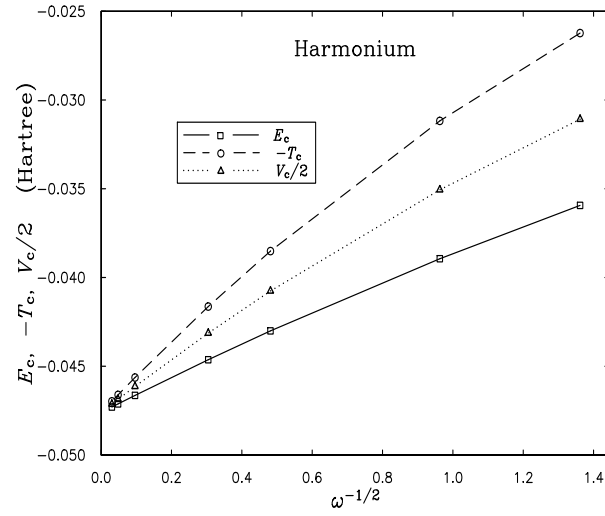 Harmonium
E_c
−T_c
V_c/2
E_c, −T_c, V_c/2 (Hartree)
−0.025
−0.030
−0.035
−0.040
−0.045
−0.050
0.0 0.2 0.4 0.6 0.8 1.0 1.2 1.4
ω^{−1/2}